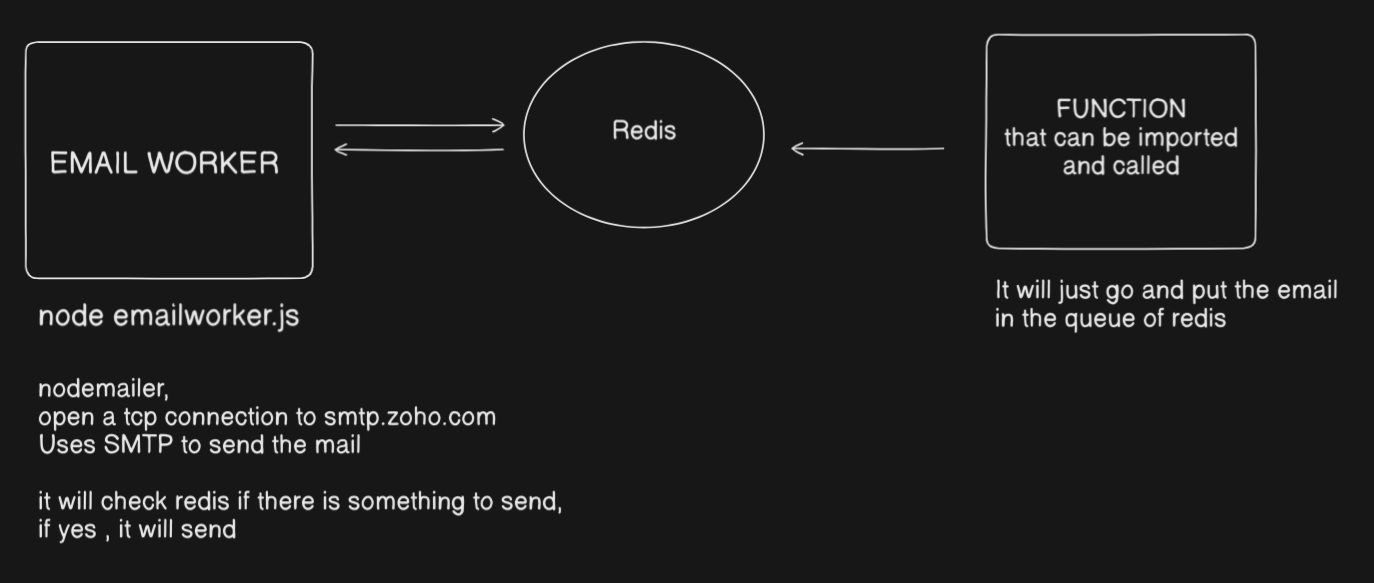 EMAIL WORKER
Redis
FUNCTION
that can be imported
and called
node emailworker.js
nodemailer,
open a tcp connection to smtp.zoho.com
Uses SMTP to send the mail
it will check redis if there is something to send,
if yes , it will send
It will just go and put the email
in the queue of redis